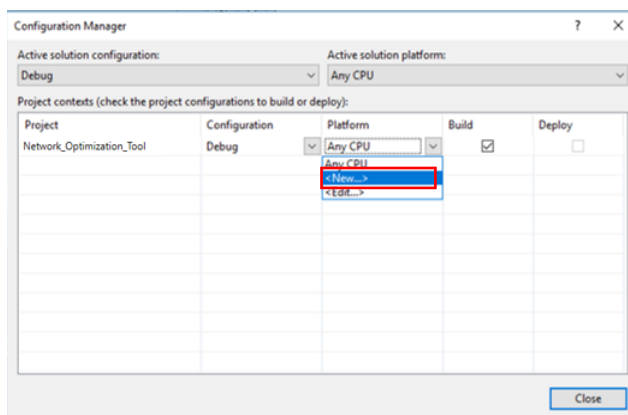 Configuration Manager
Active solution configuration: Active solution platform:
Debug Any CPU
Project contexts (check the project configurations to build or deploy):
Project Configuration Platform Build Deploy
Network_Optimization_Tool Debug Any CPU
Any CPU
<New...>
<Edit...>
Close